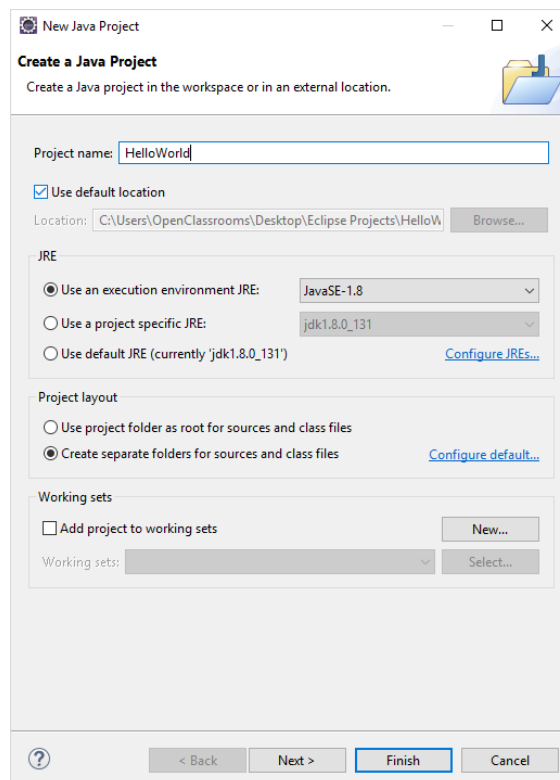 New Java Project
Create a Java Project
Create a Java project in the workspace or in an external location.
Project name: HelloWorld
Use default location
Location: C:\Users\OpenClassrooms\Desktop\Eclipse Projects\HelloW Browse...
JRE
Use an execution environment JRE: JavaSE-1.8
Use a project specific JRE: jdk1.8.0_131
Use default JRE (currently 'jdk1.8.0_131') Configure JREs...
Project layout
Use project folder as root for sources and class files
Create separate folders for sources and class files Configure default...
Working sets
Add project to working sets New...
Working sets: Select...
? < Back Next > Finish Cancel